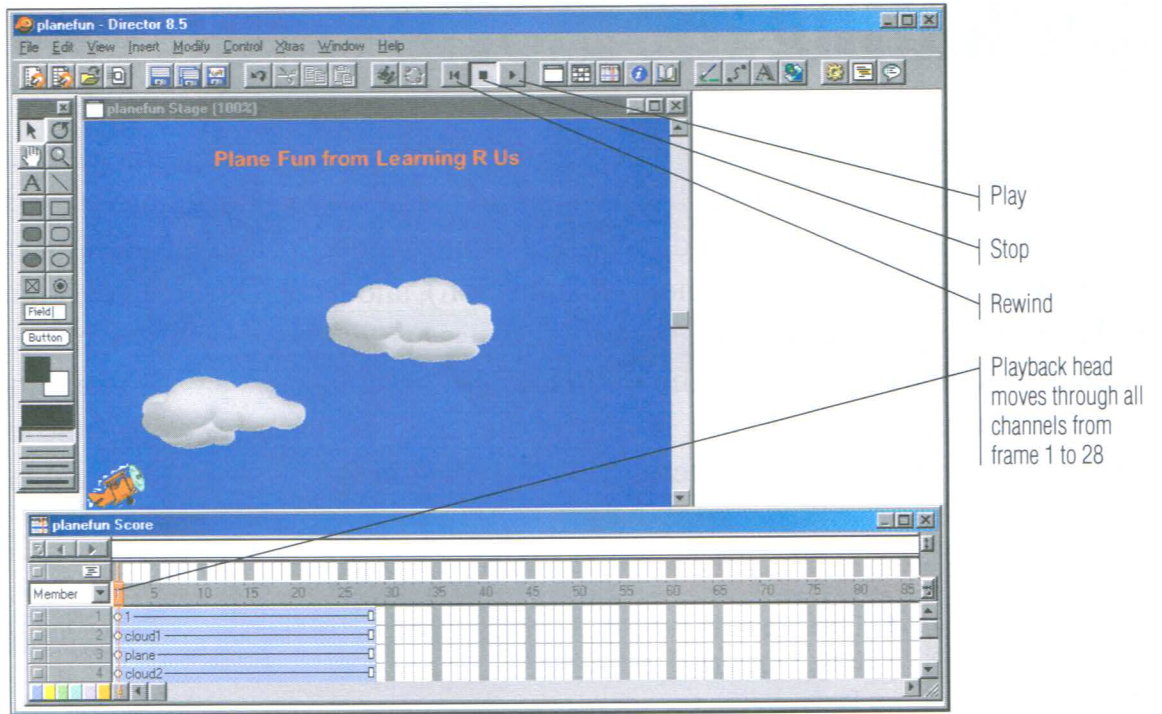 planefun - Director 8.5
File Edit View Insert Modify Control Xtras Window Help
planefun Stage (100%)
Plane Fun from Learning R Us
A
Field
Button
Play
Stop
Rewind
Playback head
moves through all
channels from
frame 1 to 28
planefun Score
Member
5 10 15 20 25 30 35 40 45 50 55 60 65 70 75 80 85
1 1
2 cloud1
3 plane
4 cloud2